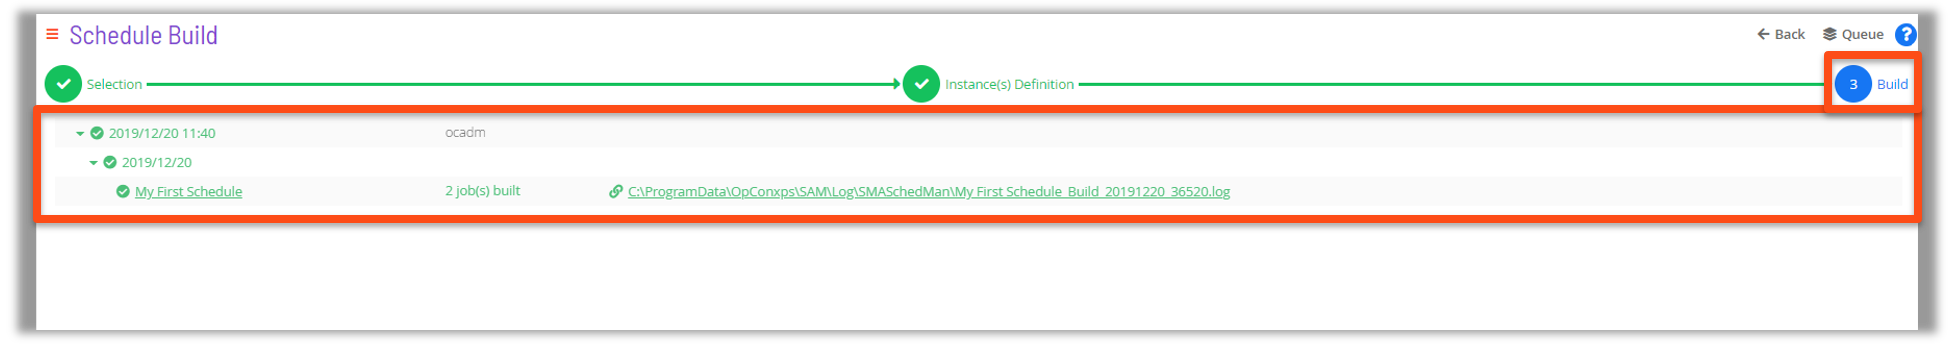 Schedule Build
Back Queue ?
Selection Instance(s) Definition 3 Build
2019/12/20 11:40 ocadm
2019/12/20
My First Schedule 2 job(s) built C:\ProgramData\OpConxps\SAM\Log\SMASchedMan\My First Schedule_Build_20191220_36520.log